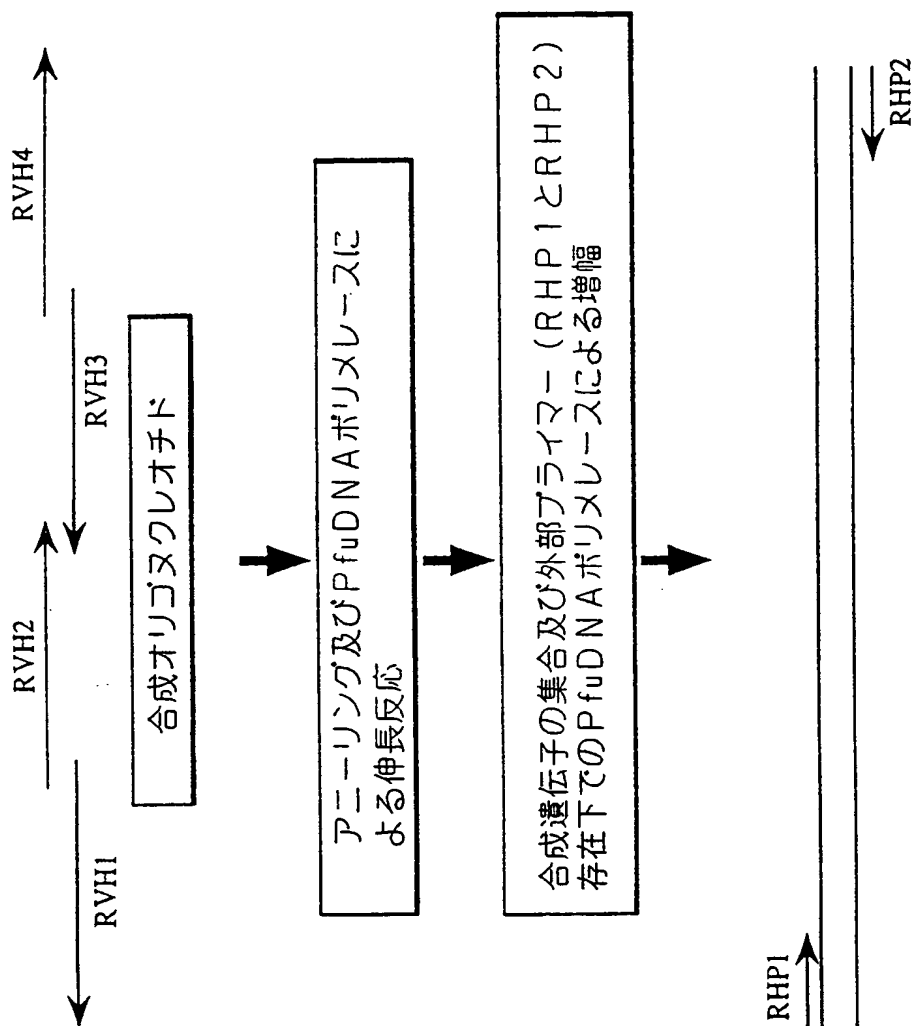 RVH2
RVH4
RVH1
RVH3
合成オリゴヌクレオチド
アニーリング及びPfuDNAポリメレースに
よる伸長反応
合成遺伝子の集合及び外部プライマー(RHP1とRHP2)
存在下でのPfuDNAポリメレースによる増幅
RHP1
RHP2